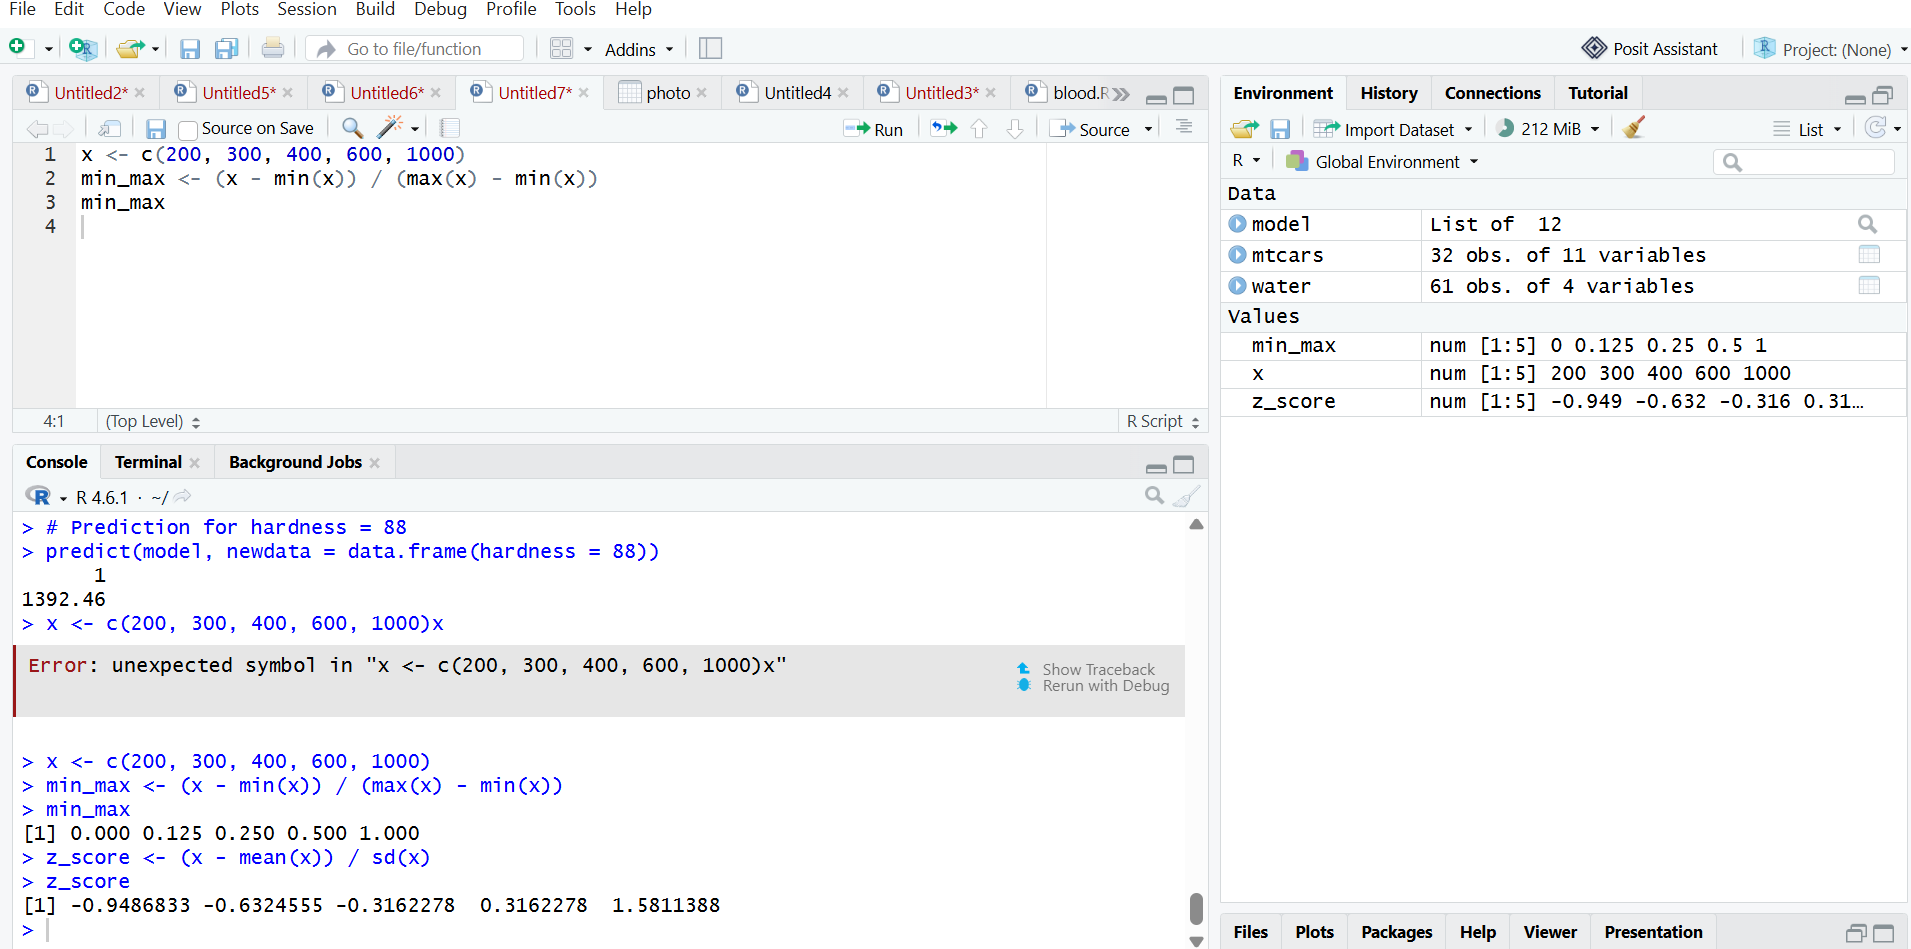 File Edit Code View Plots Session Build Debug Profile Tools Help
Go to file/function Addins Posit Assistant Project: (None)
Untitled2* Untitled5* Untitled6* Untitled7* photo Untitled4 Untitled3* blood.R
Source on Save Run Source
1 x <- c(200, 300, 400, 600, 1000)
2 min_max <- (x - min(x)) / (max(x) - min(x))
3 min_max
4
4:1 (Top Level) R Script
Console Terminal Background Jobs
R 4.6.1 · ~/
> # Prediction for hardness = 88
> predict(model, newdata = data.frame(hardness = 88))
1
1392.46
> x <- c(200, 300, 400, 600, 1000)x
Error: unexpected symbol in "x <- c(200, 300, 400, 600, 1000)x"
Show Traceback
Rerun with Debug
> x <- c(200, 300, 400, 600, 1000)
> min_max <- (x - min(x)) / (max(x) - min(x))
> min_max
[1] 0.000 0.125 0.250 0.500 1.000
> z_score <- (x - mean(x)) / sd(x)
> z_score
[1] -0.9486833 -0.6324555 -0.3162278 0.3162278 1.5811388
>
Environment History Connections Tutorial
Import Dataset 212 MiB List
R Global Environment
Data
model List of 12
mtcars 32 obs. of 11 variables
water 61 obs. of 4 variables
Values
min_max num [1:5] 0 0.125 0.25 0.5 1
x num [1:5] 200 300 400 600 1000
z_score num [1:5] -0.949 -0.632 -0.316 0.31...
Files Plots Packages Help Viewer Presentation